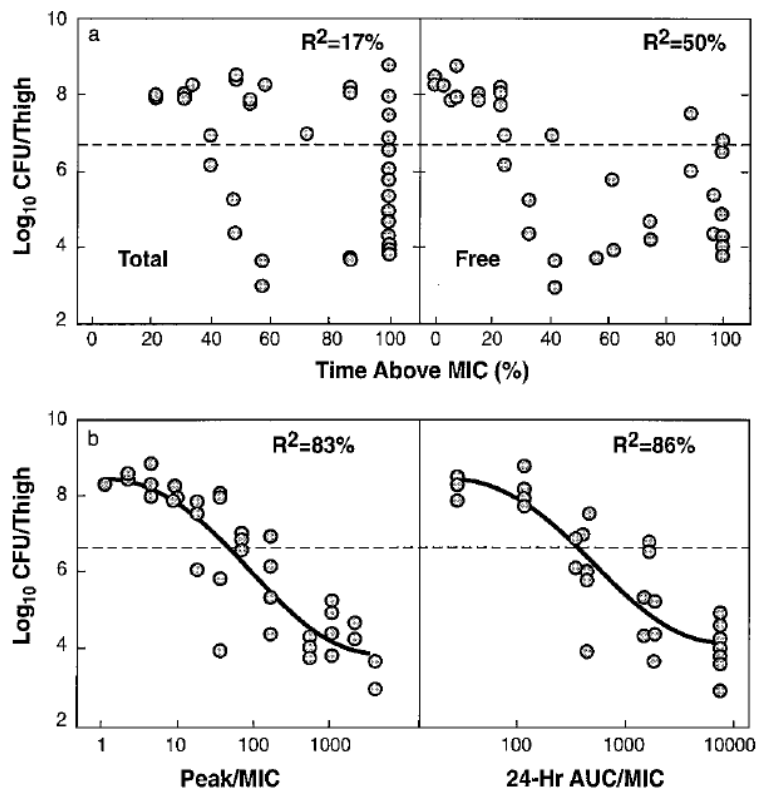 a
R²=17%
R²=50%
Log₁₀ CFU/Thigh
10
8
6
4
2
Total
Free
0 20 40 60 80 100 0 20 40 60 80 100
Time Above MIC (%)
b
R²=83%
R²=86%
Log₁₀ CFU/Thigh
10
8
6
4
2
1 10 100 1000 100 1000 10000
Peak/MIC
24-Hr AUC/MIC